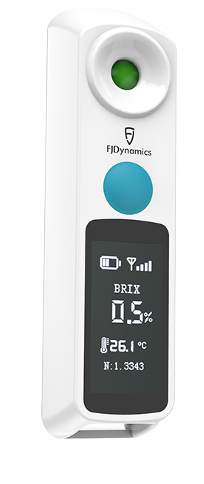 FJDynamics
BRIX
0.5%
26.1 °C
N:1.3343